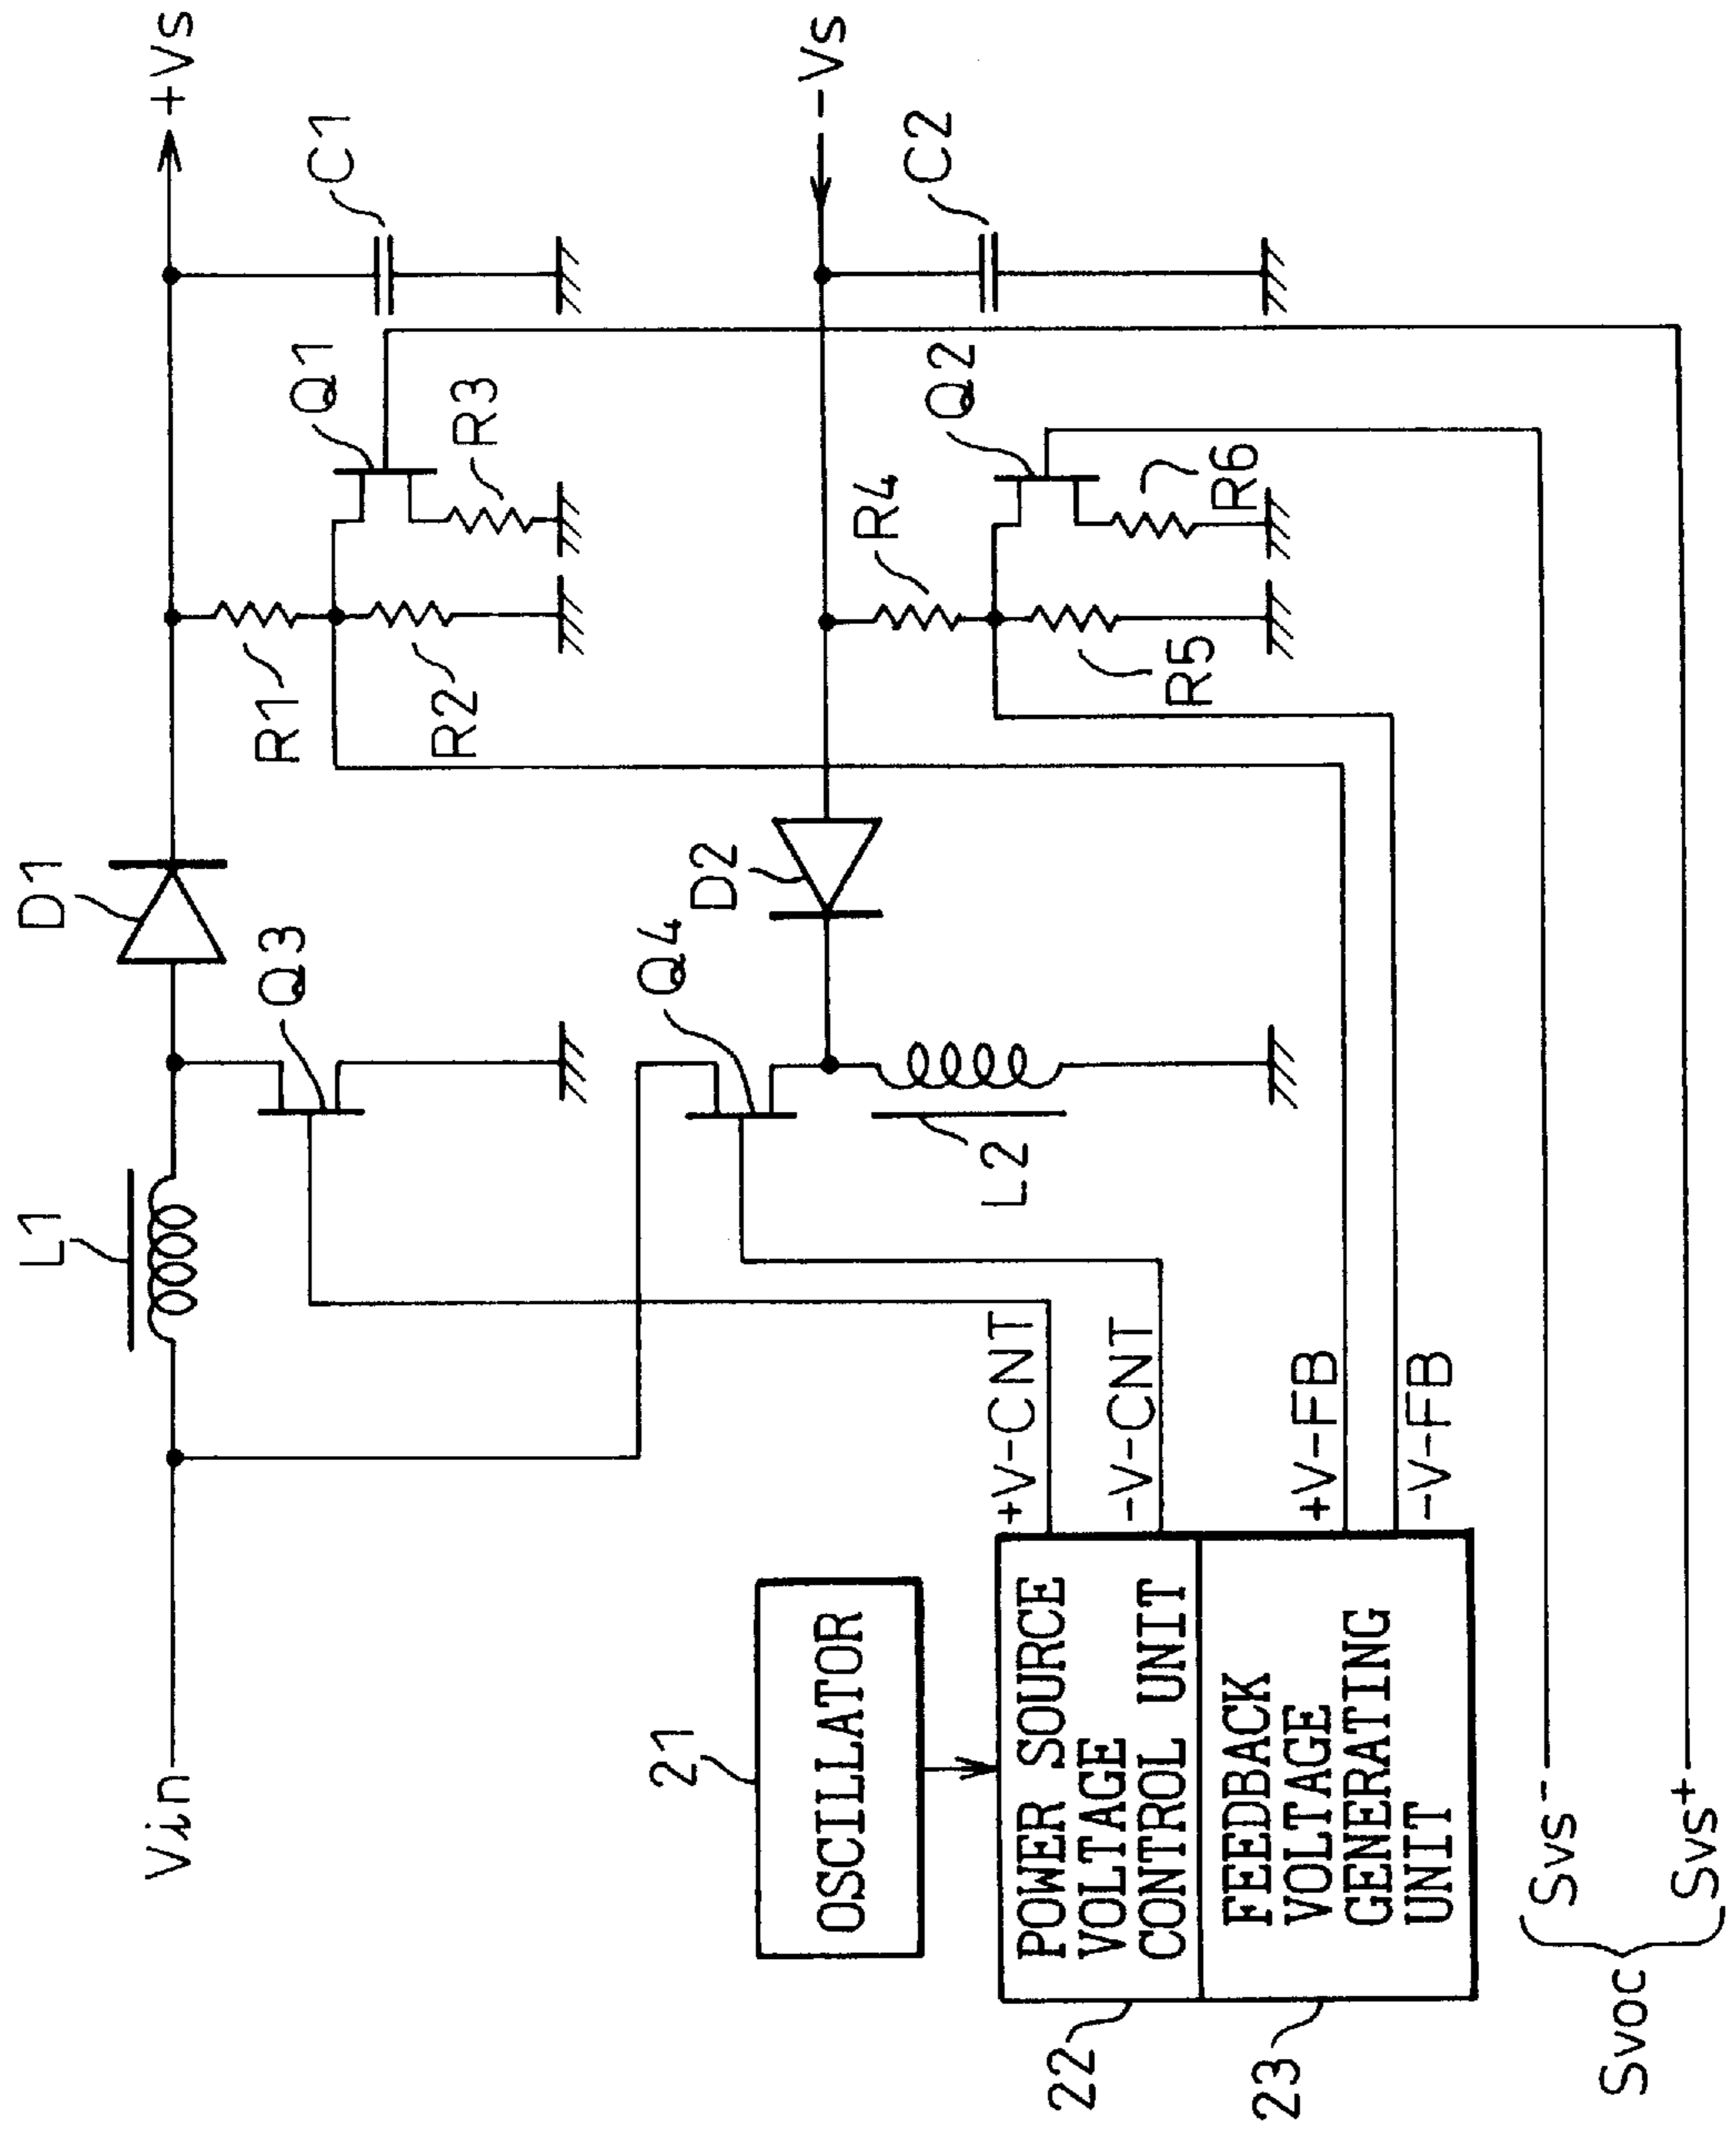 L1
D1
+Vs
Vin
Q3
R1
R2
Q1
R3
C1
Q4
D2
R4
-Vs
C2
L2
R5
Q2
R6
21
OSCILLATOR
+V-CNT
-V-CNT
+V-FB
-V-FB
22
POWER SOURCE
VOLTAGE
CONTROL UNIT
23
FEEDBACK
VOLTAGE
GENERATING
UNIT
Svoc
Svs-
Svs+